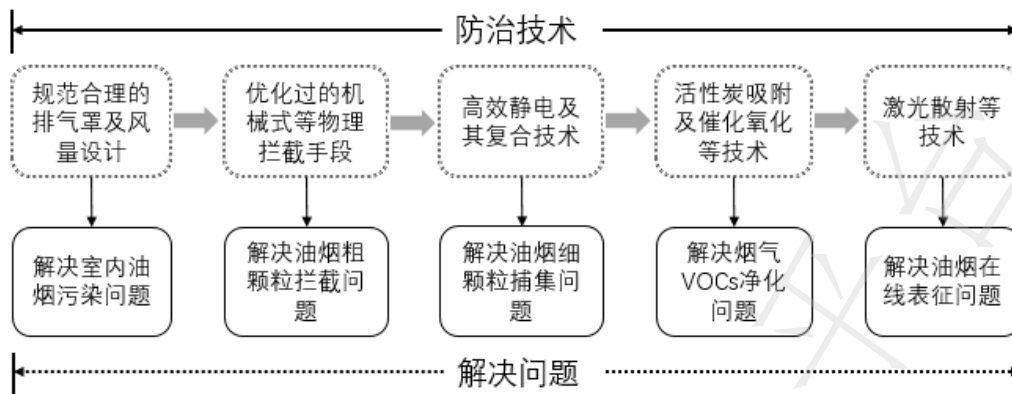 防治技术
规范合理的
排气罩及风
量设计
优化过的机
械式等物理
拦截手段
高效静电及
其复合技术
活性炭吸附
及催化氧化
等技术
激光散射等
技术
解决室内油
烟污染问题
解决油烟粗
颗粒拦截问
题
解决油烟细
颗粒捕集问
题
解决烟气
VOCs净化
问题
解决油烟在
线表征问题
解决问题